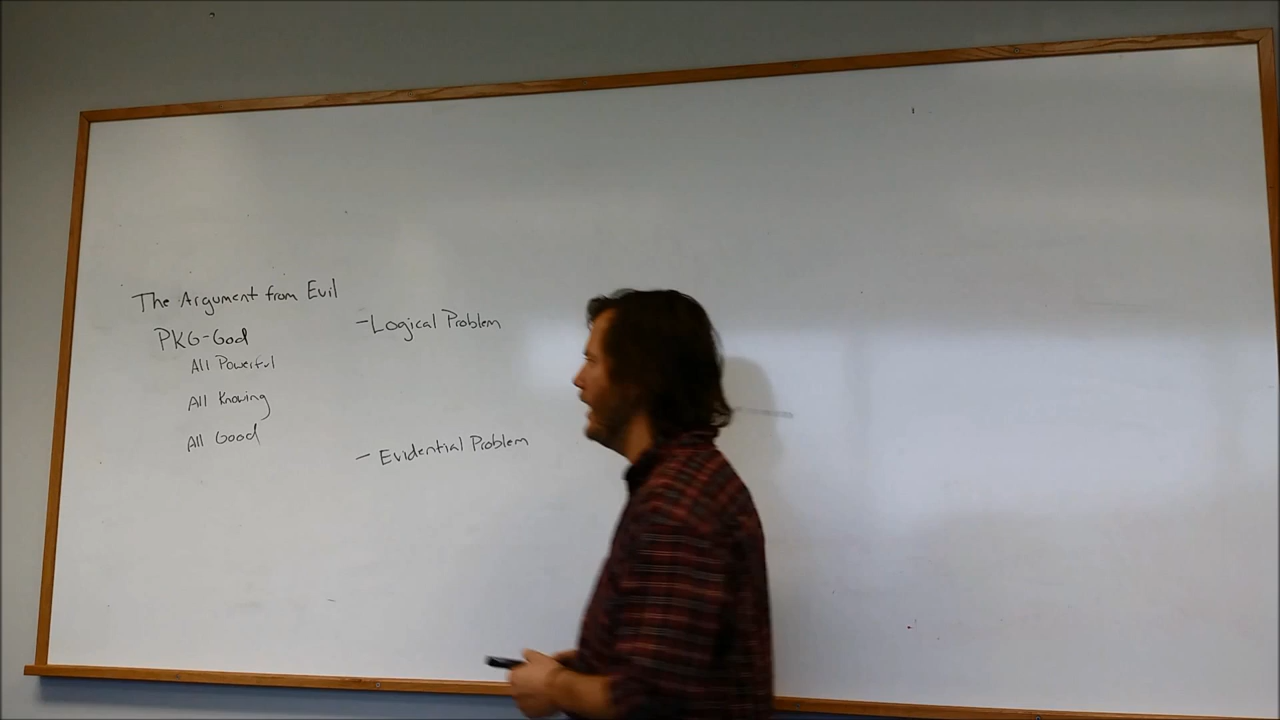 The Argument from Evil
PKG-God
All Powerful
All Knowing
All Good
-Logical Problem
- Evidential Problem